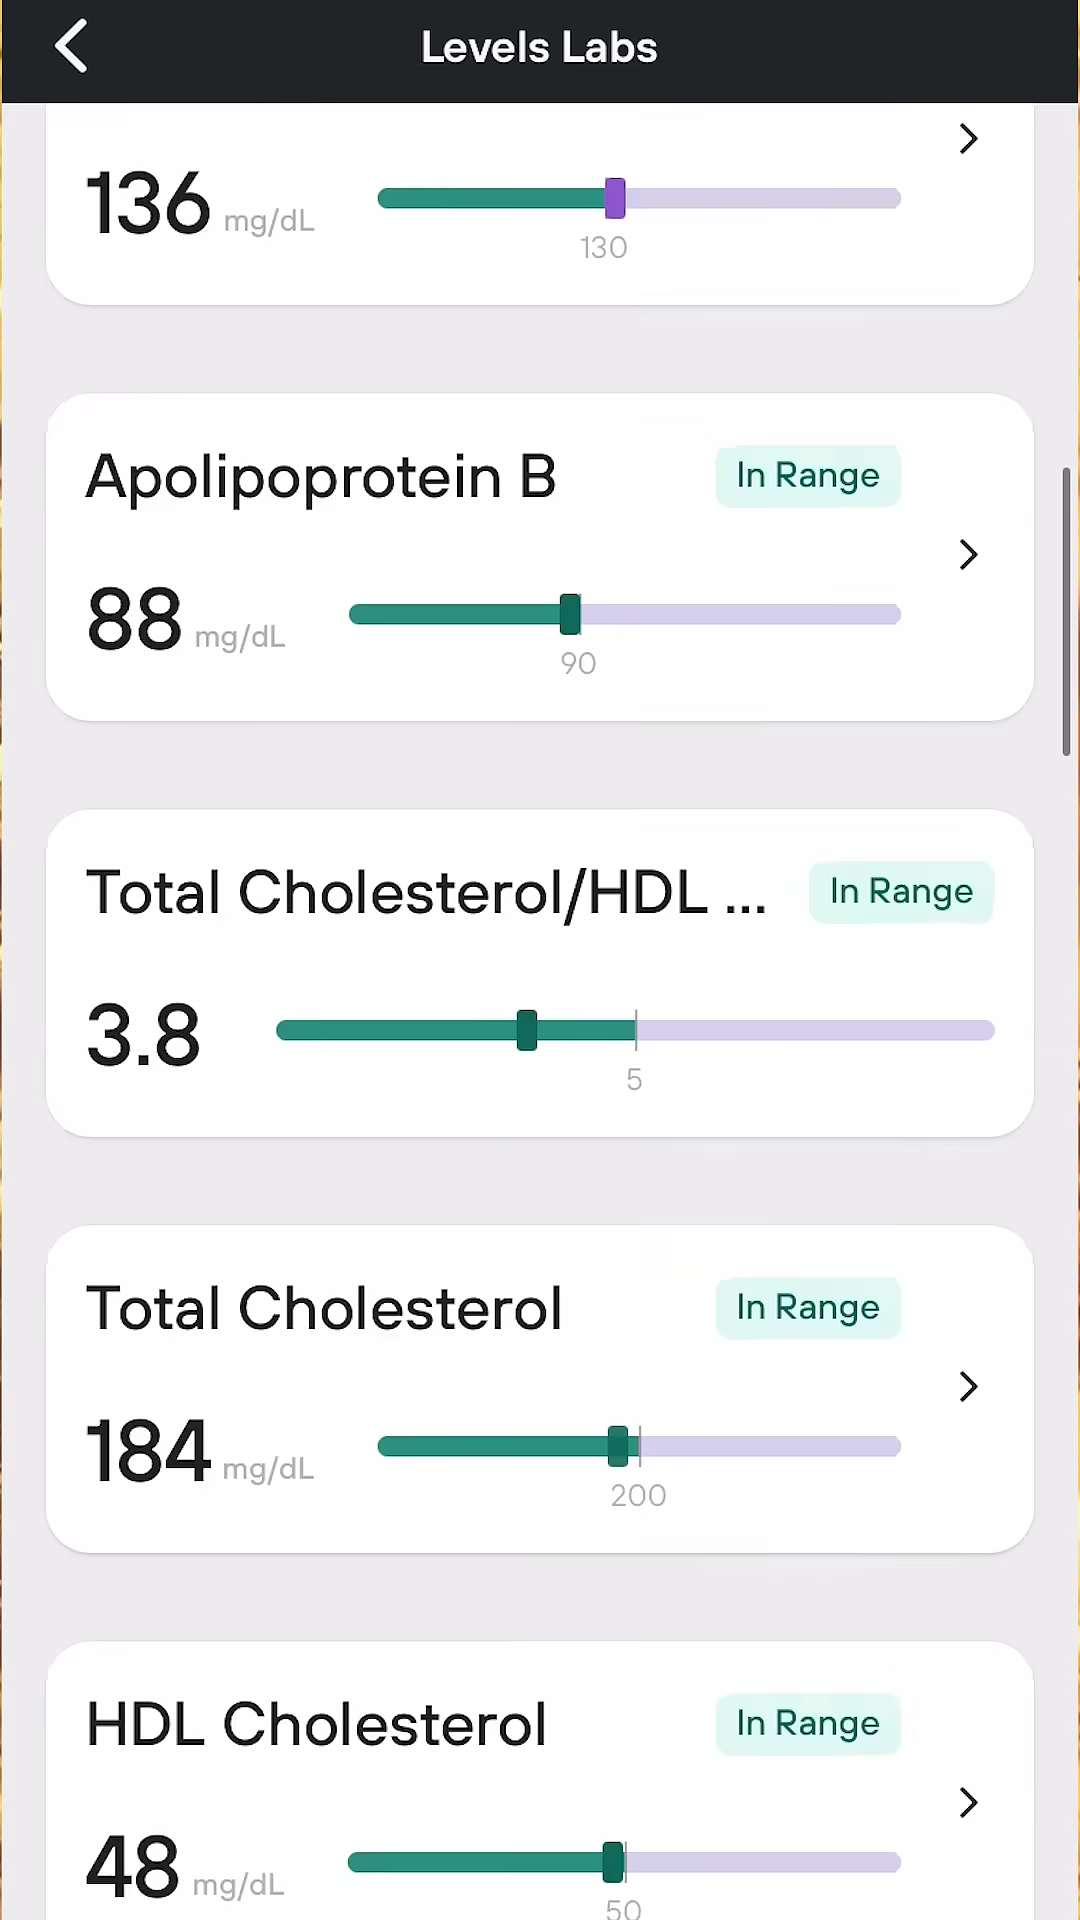 Levels Labs
136 mg/dL
130
Apolipoprotein B
In Range
88 mg/dL
90
Total Cholesterol/HDL ...
In Range
3.8
5
Total Cholesterol
In Range
184 mg/dL
200
HDL Cholesterol
In Range
48 mg/dL
50